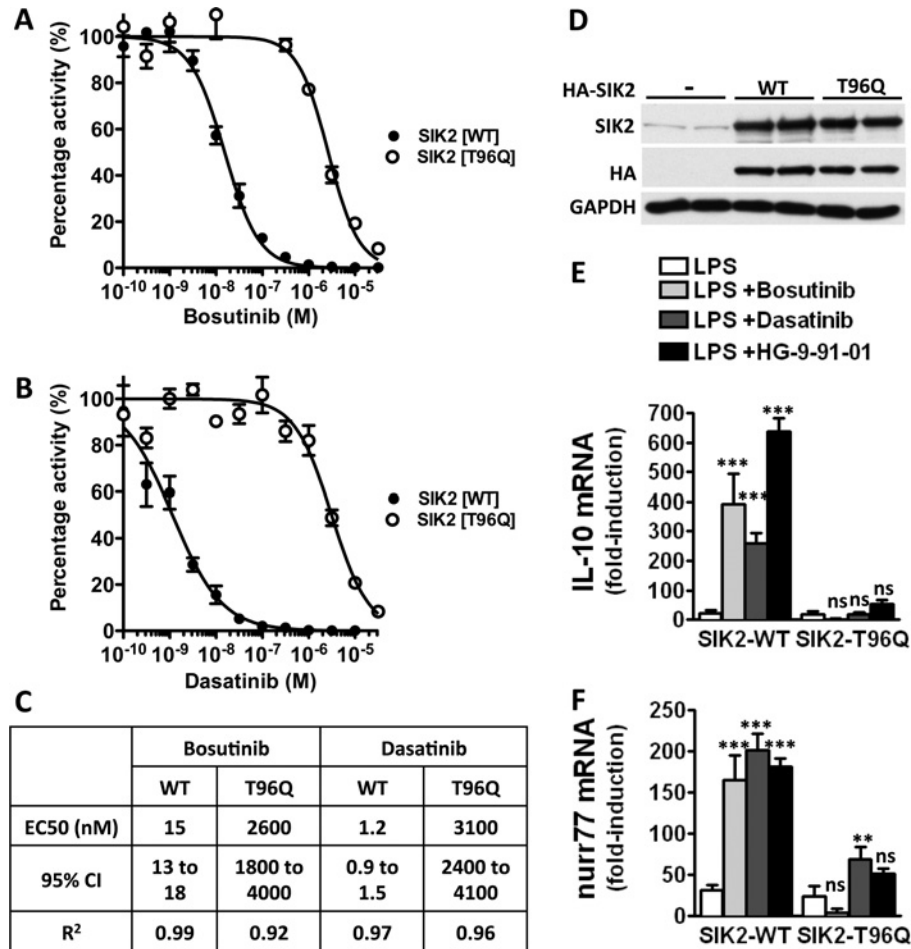 A
Percentage activity (%)
100
80
60
40
20
0
10-10 10-9 10-8 10-7 10-6 10-5
Bosutinib (M)
SIK2 [WT]
SIK2 [T96Q]
B
Percentage activity (%)
100
80
60
40
20
0
10-10 10-9 10-8 10-7 10-6 10-5
Dasatinib (M)
SIK2 [WT]
SIK2 [T96Q]
C
Bosutinib Dasatinib
WT T96Q WT T96Q
EC50 (nM) 15 2600 1.2 3100
95% CI 13 to 18 1800 to 4000 0.9 to 1.5 2400 to 4100
R2 0.99 0.92 0.97 0.96
D
HA-SIK2 - WT T96Q
SIK2
HA
GAPDH
E
LPS
LPS +Bosutinib
LPS +Dasatinib
LPS +HG-9-91-01
IL-10 mRNA
(fold-induction)
700
600
500
400
300
200
100
0
*** *** ***
ns ns ns
SIK2-WT SIK2-T96Q
F
nurr77 mRNA
(fold-induction)
250
200
150
100
50
0
*** *** ***
ns ** ns
SIK2-WT SIK2-T96Q